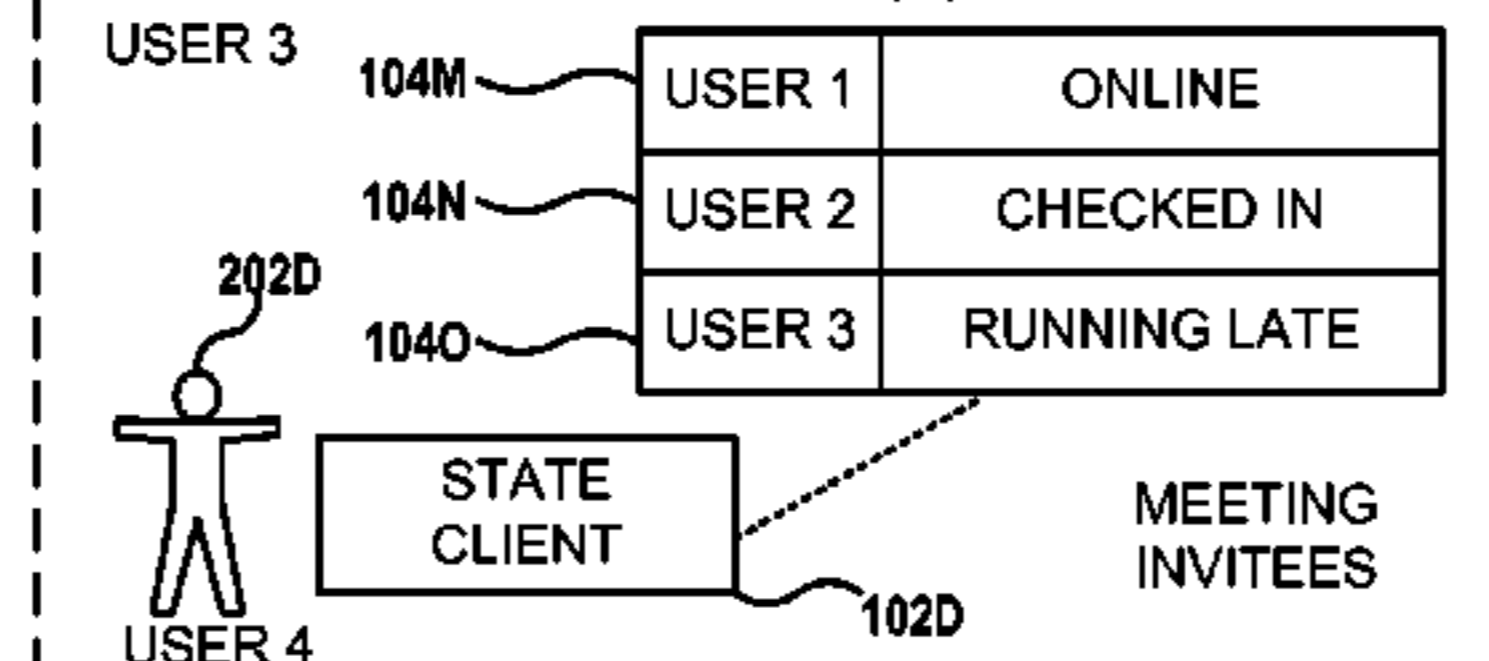 USER 3
104M
USER 1 ONLINE
104N
USER 2 CHECKED IN
202D
104O
USER 3 RUNNING LATE
STATE
CLIENT
MEETING
INVITEES
102D
USER 4